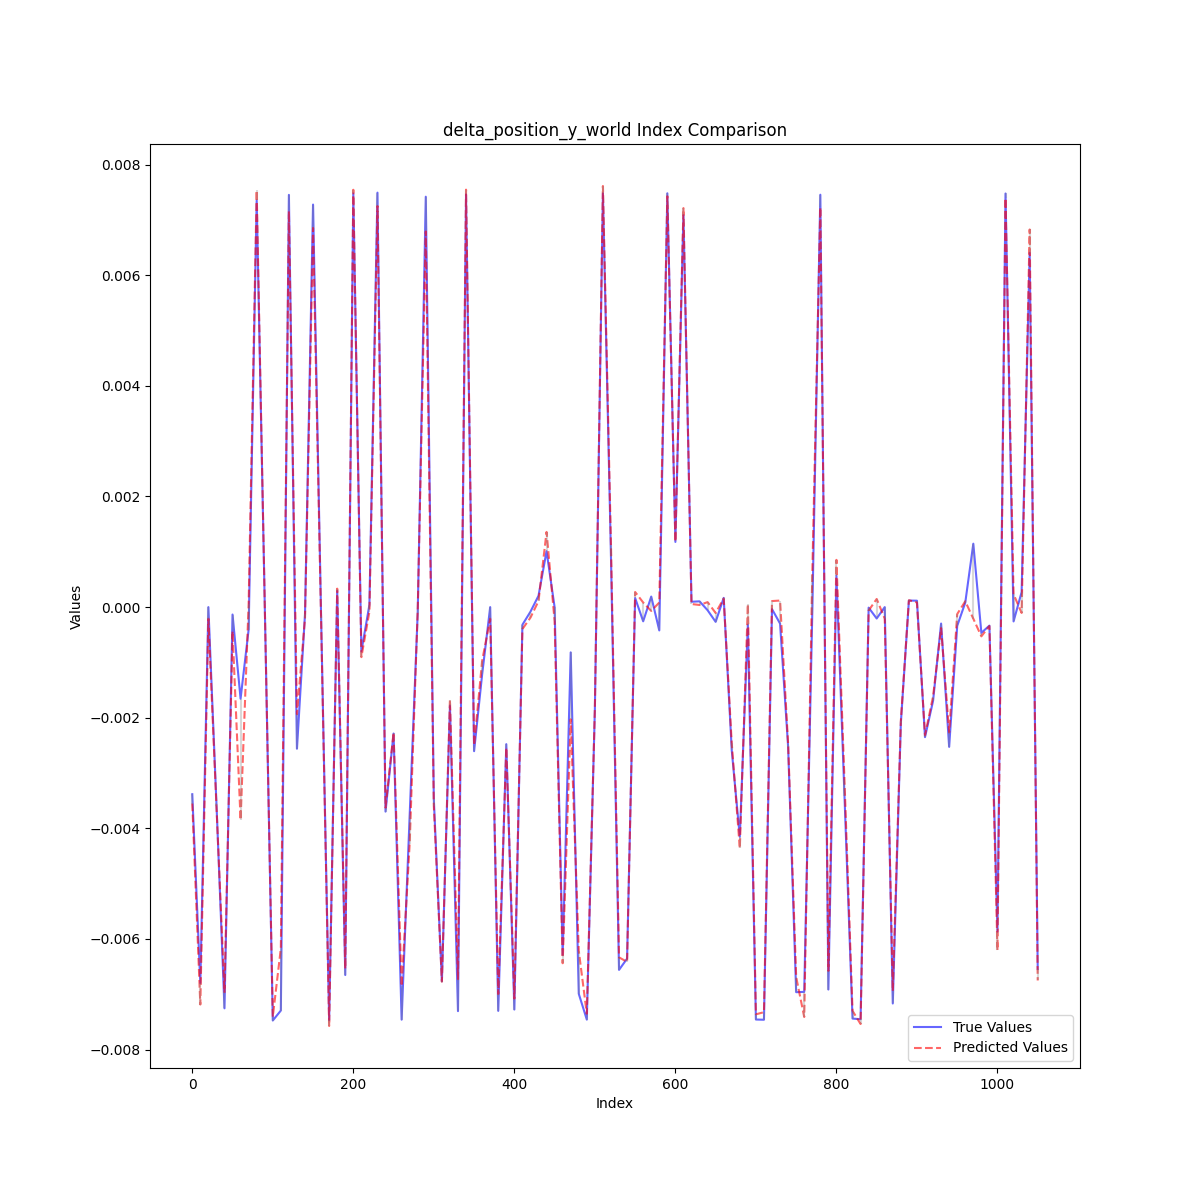 delta_position_y_world Index Comparison
0.008
0.006
0.004
0.002
0.000
−0.002
−0.004
−0.006
−0.008
Values
0 200 400 600 800 1000
Index
True Values
Predicted Values